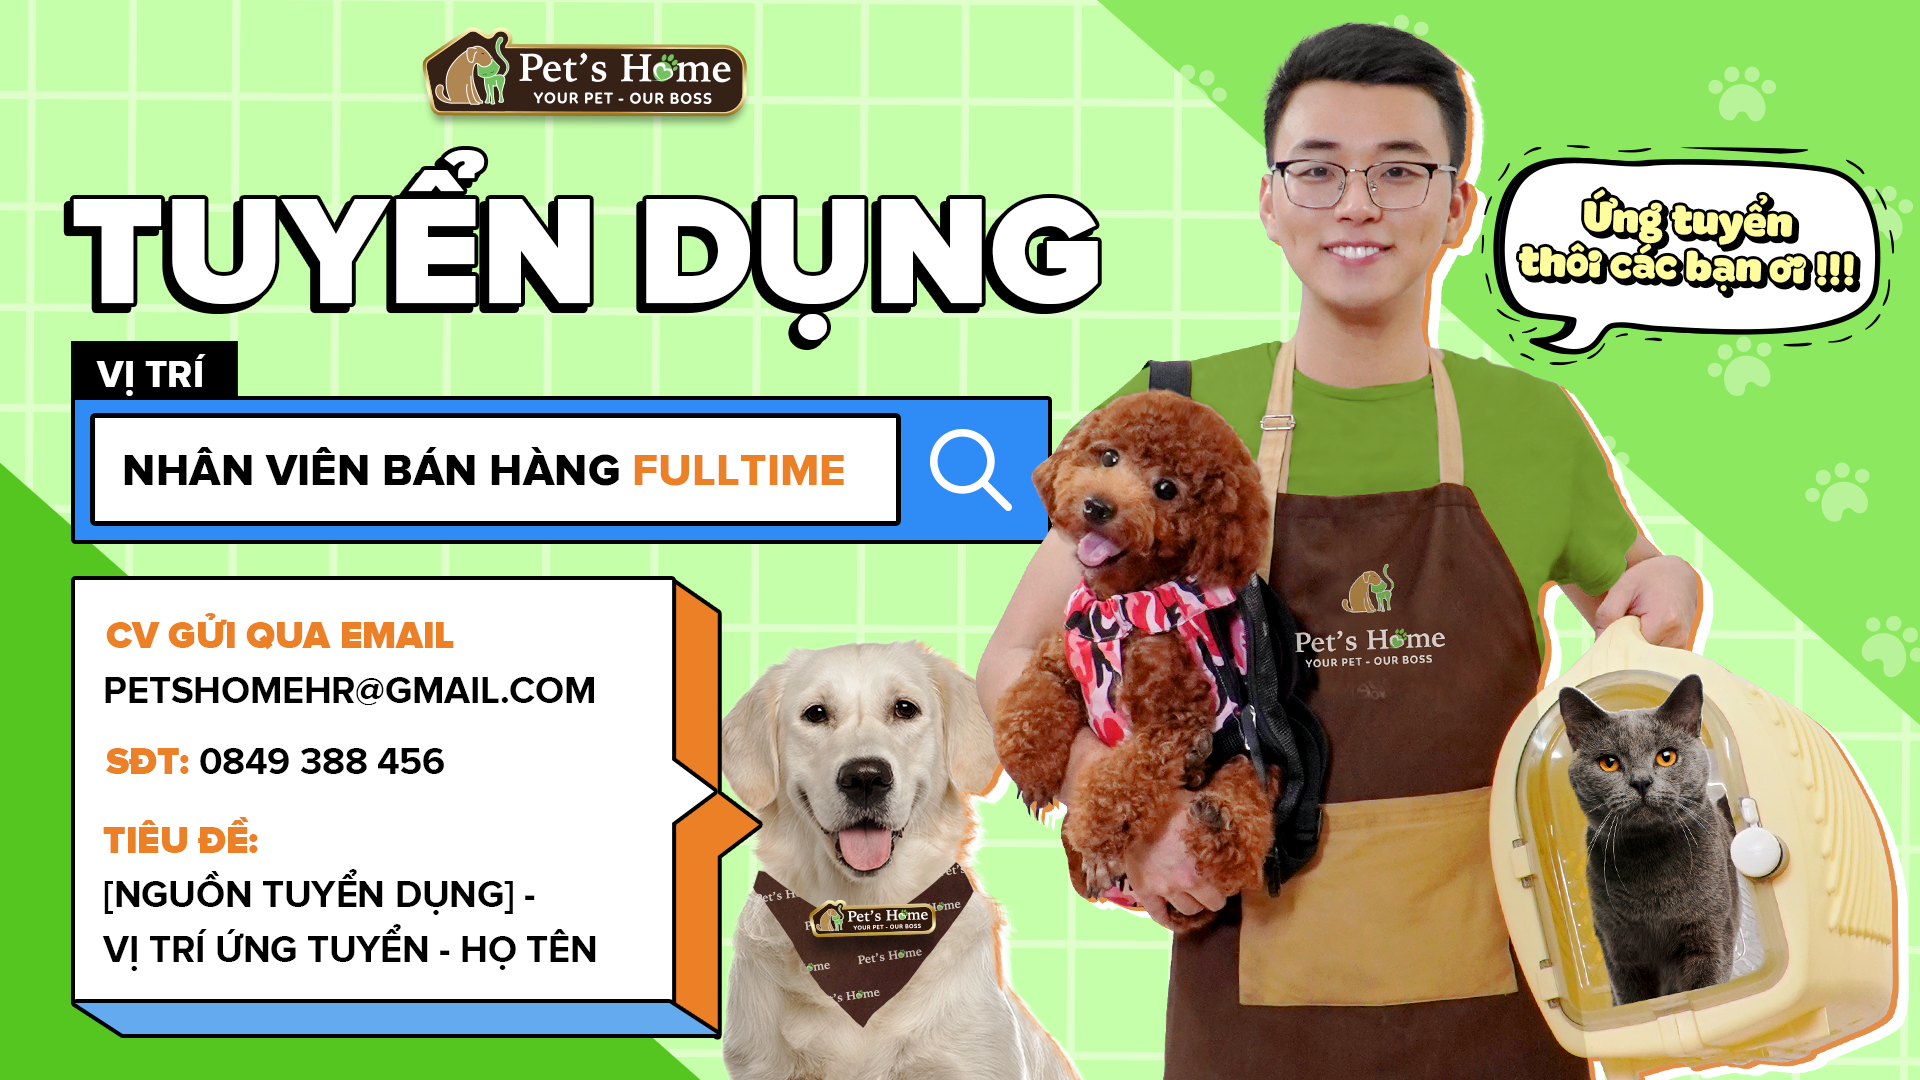 Pet's Home
YOUR PET - OUR BOSS
TUYỂN DỤNG
Ứng tuyển
thôi các bạn ơi !!!
VỊ TRÍ
NHÂN VIÊN BÁN HÀNG FULLTIME
CV GỬI QUA EMAIL
PETSHOMEHR@GMAIL.COM
SĐT: 0849 388 456
TIÊU ĐỀ:
[NGUỒN TUYỂN DỤNG] -
VỊ TRÍ ỨNG TUYỂN - HỌ TÊN
Pet's Home
YOUR PET - OUR BOSS
Pet's Home
YOUR PET - OUR BOSS
Pet's Home